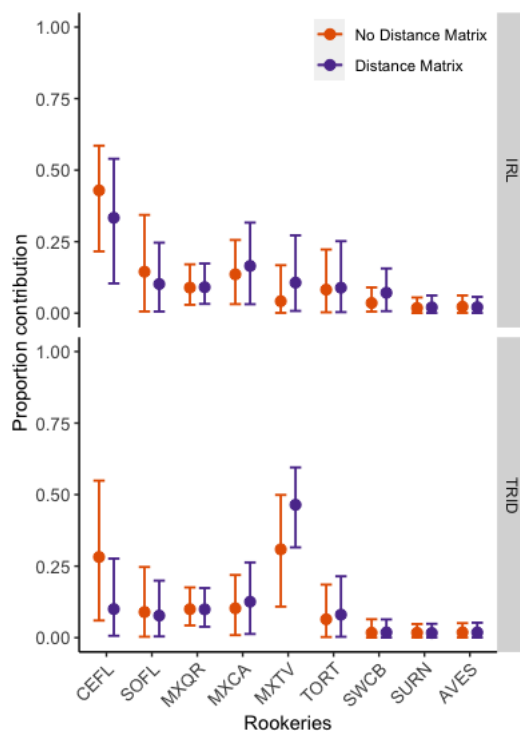 No Distance Matrix
Distance Matrix
Proportion contribution
1.00
0.75
0.50
0.25
0.00
IRL
1.00
0.75
0.50
0.25
0.00
TRID
CEFL
SOFL
MXQR
MXCA
MXTV
TORT
SWCB
SURN
AVES
Rookeries